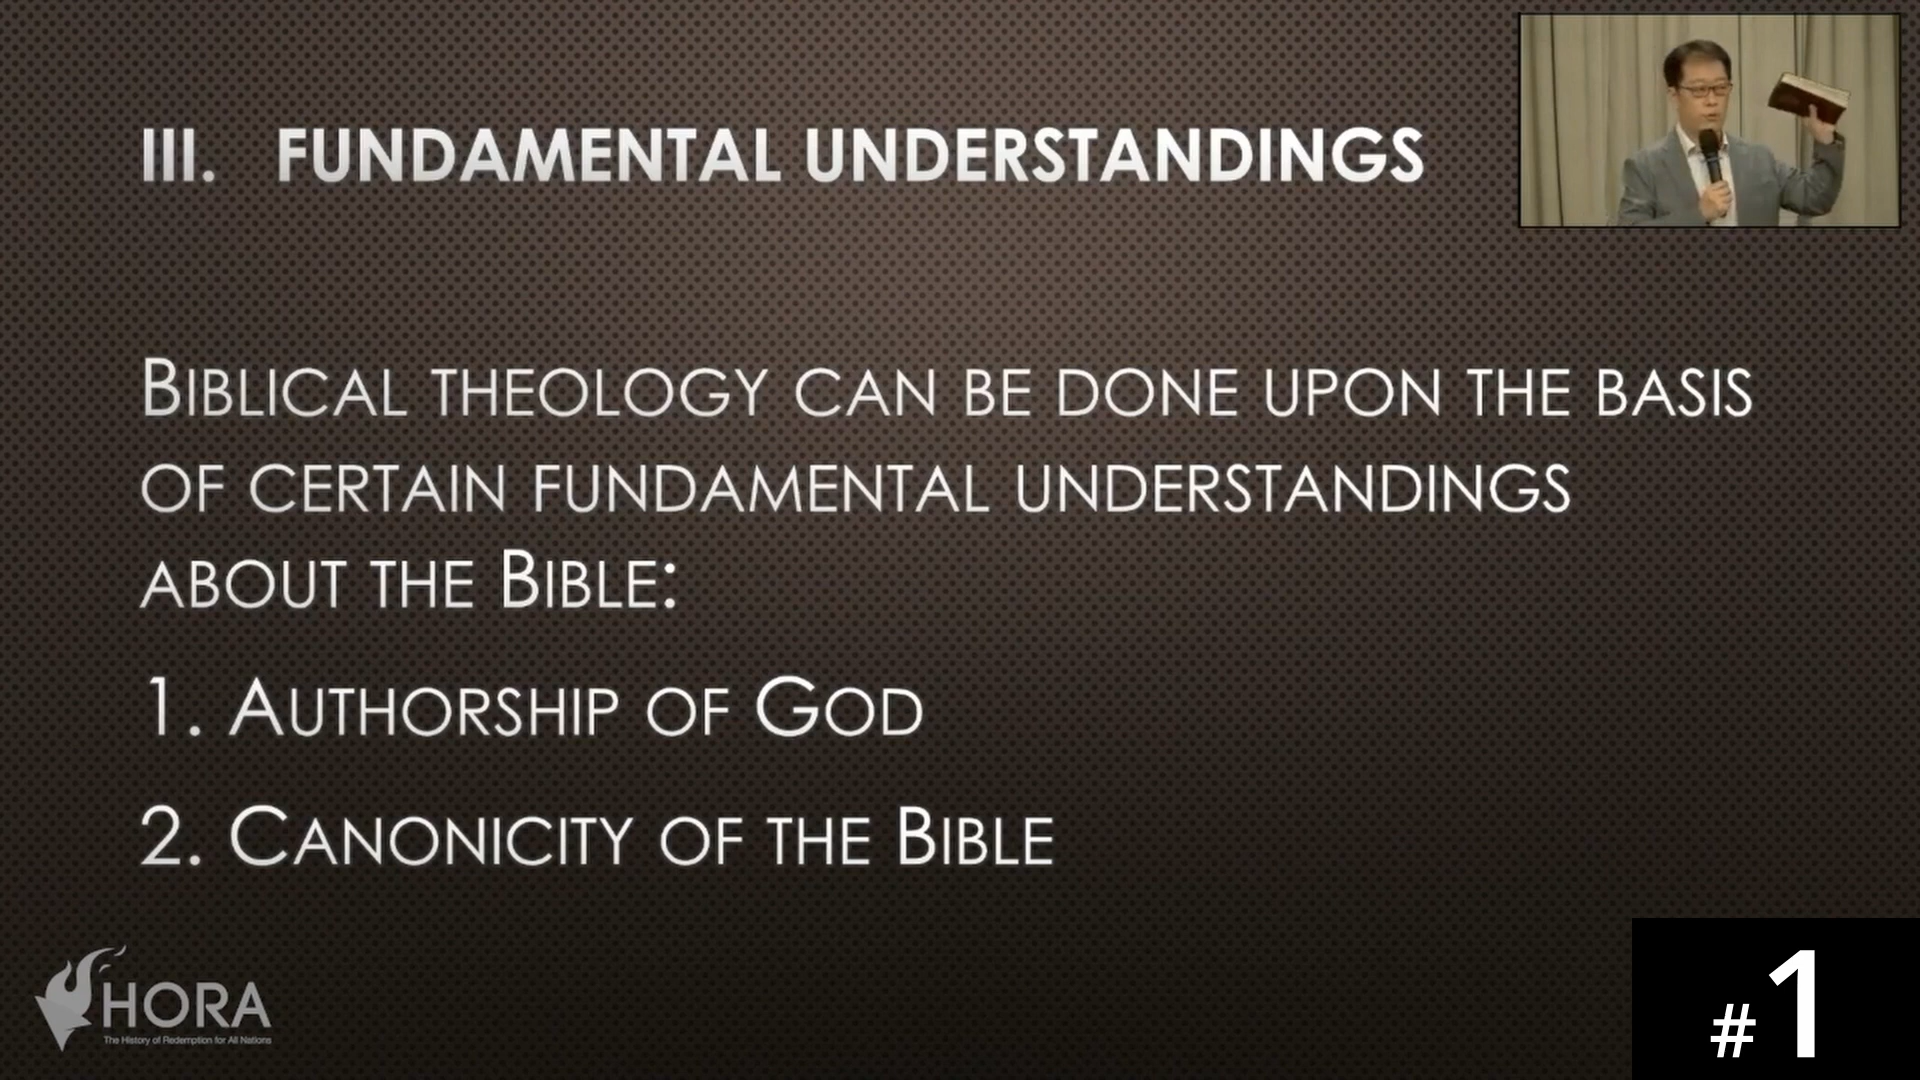 III. FUNDAMENTAL UNDERSTANDINGS
BIBLICAL THEOLOGY CAN BE DONE UPON THE BASIS
OF CERTAIN FUNDAMENTAL UNDERSTANDINGS
ABOUT THE BIBLE:
1. AUTHORSHIP OF GOD
2. CANONICITY OF THE BIBLE
HORA
The History of Redemption for All Nations
#1